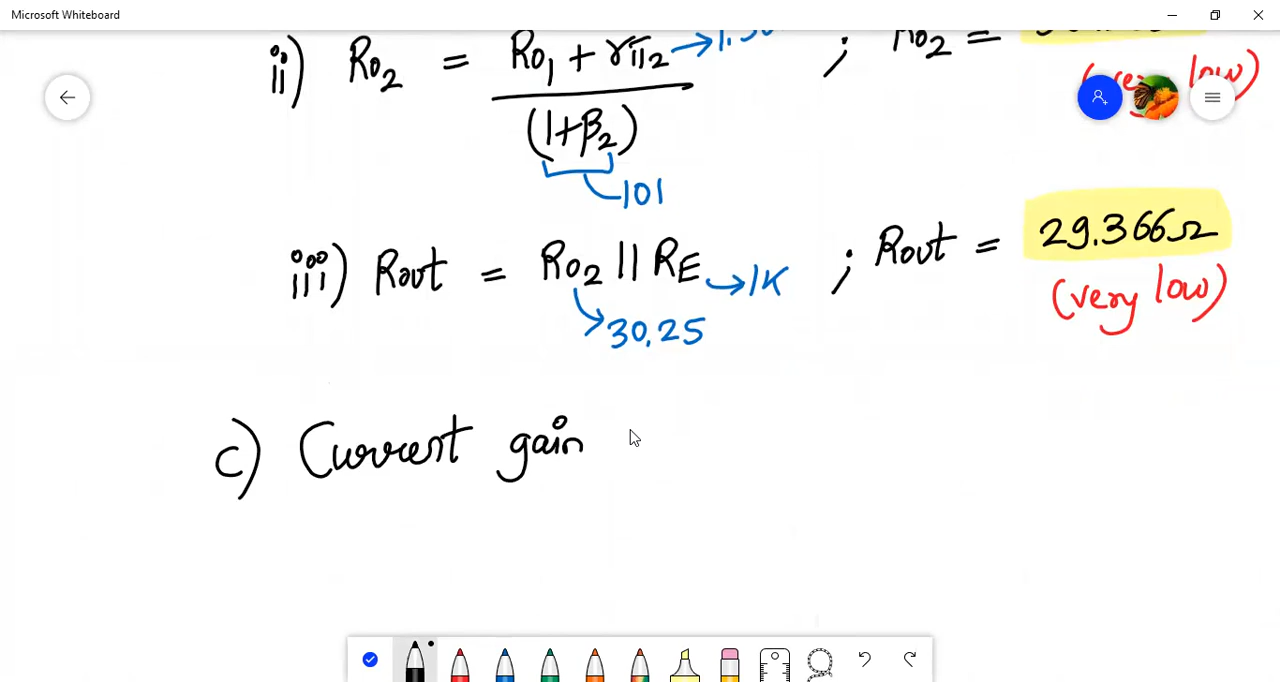 Microsoft Whiteboard
ii) Ro2 = Ro1 + rπ2 / (1+β2) ; Ro2 =
101
iii) Rout = Ro2 || RE → 1K ; Rout = 29.366Ω
30.25
(very low)
c) Current gain